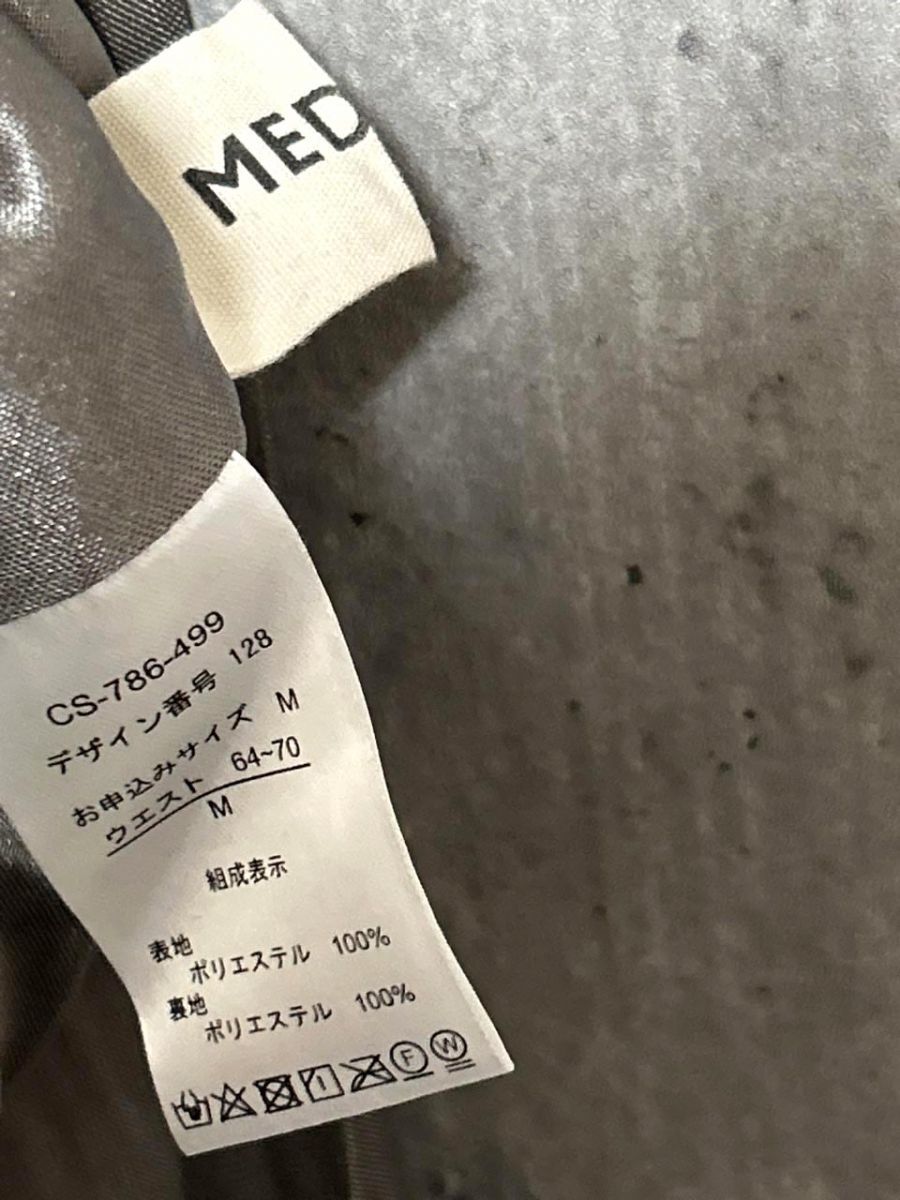 MED
CS-786-499
デザイン番号 128
お申込みサイズ M
ウエスト 64~70
M
組成表示
表地
ポリエステル 100%
裏地
ポリエステル 100%
F W